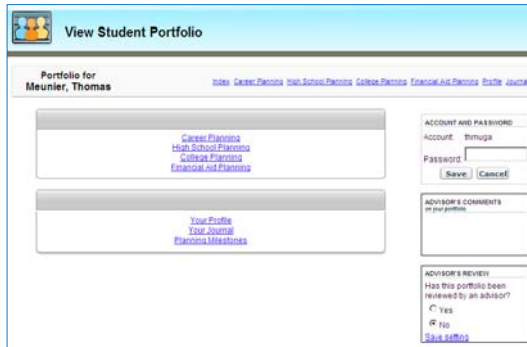 View Student Portfolio
Portfolio for
Meunier, Thomas
Index Career Planning High School Planning College Planning Financial Aid Planning Profile Journa
Career Planning
High School Planning
College Planning
Financial Aid Planning
Your Profile
Your Journal
Planning Milestones
ACCOUNT AND PASSWORD
Account: thmuga
Password:
Save Cancel
ADVISOR'S COMMENTS
on your portfolio
ADVISOR'S REVIEW
Has this portfolio been
reviewed by an advisor?
Yes
No
Save setting